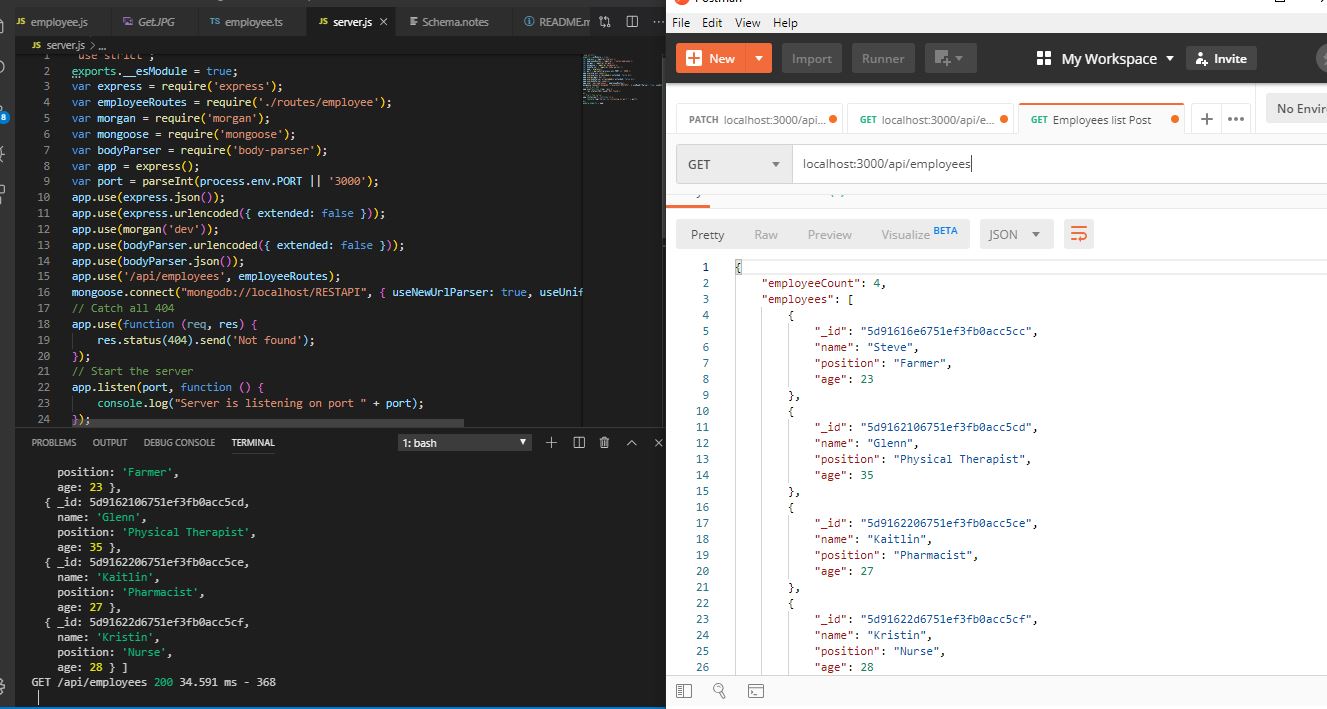 employee.js
GetJPG
TS employee.ts
JS server.js
Schema.notes
README.m
JS server.js > ...
1 'use strict';
2 exports.__esModule = true;
3 var express = require('express');
4 var employeeRoutes = require('./routes/employee');
5 var morgan = require('morgan');
6 var mongoose = require('mongoose');
7 var bodyParser = require('body-parser');
8 var app = express();
9 var port = parseInt(process.env.PORT || '3000');
10 app.use(express.json());
11 app.use(express.urlencoded({ extended: false }));
12 app.use(morgan('dev'));
13 app.use(bodyParser.urlencoded({ extended: false }));
14 app.use(bodyParser.json());
15 app.use('/api/employees', employeeRoutes);
16 mongoose.connect("mongodb://localhost/RESTAPI", { useNewUrlParser: true, useUnif
17 // Catch all 404
18 app.use(function (req, res) {
19 res.status(404).send('Not found');
20 });
21 // Start the server
22 app.listen(port, function () {
23 console.log("Server is listening on port " + port);
24 });
PROBLEMS OUTPUT DEBUG CONSOLE TERMINAL 1: bash
position: 'Farmer',
age: 23 },
{ _id: 5d9162106751ef3fb0acc5cd,
name: 'Glenn',
position: 'Physical Therapist',
age: 35 },
{ _id: 5d9162206751ef3fb0acc5ce,
name: 'Kaitlin',
position: 'Pharmacist',
age: 27 },
{ _id: 5d91622d6751ef3fb0acc5cf,
name: 'Kristin',
position: 'Nurse',
age: 28 } ]
GET /api/employees 200 34.591 ms - 368
8
Postman
File Edit View Help
New Import Runner My Workspace Invite
PATCH localhost:3000/api...
GET localhost:3000/api/e...
GET Employees list Post
No Enviro
GET localhost:3000/api/employees
Pretty Raw Preview Visualize BETA JSON
1 {
2 "employeeCount": 4,
3 "employees": [
4 {
5 "_id": "5d91616e6751ef3fb0acc5cc",
6 "name": "Steve",
7 "position": "Farmer",
8 "age": 23
9 },
10 {
11 "_id": "5d9162106751ef3fb0acc5cd",
12 "name": "Glenn",
13 "position": "Physical Therapist",
14 "age": 35
15 },
16 {
17 "_id": "5d9162206751ef3fb0acc5ce",
18 "name": "Kaitlin",
19 "position": "Pharmacist",
20 "age": 27
21 },
22 {
23 "_id": "5d91622d6751ef3fb0acc5cf",
24 "name": "Kristin",
25 "position": "Nurse",
26 "age": 28